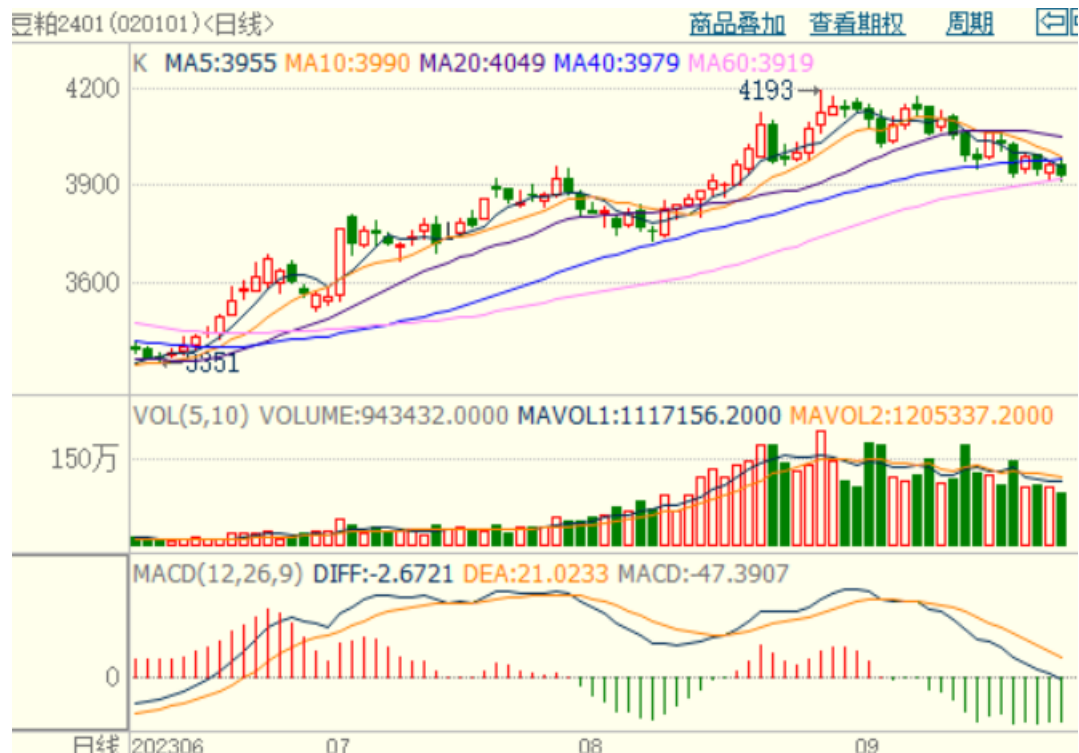 豆粕2401(020101)<日线> 商品叠加 查看期权 周期
K MA5:3955 MA10:3990 MA20:4049 MA40:3979 MA60:3919
4200
4193
3900
3600
3351
VOL(5,10) VOLUME:943432.0000 MAVOL1:1117156.2000 MAVOL2:1205337.2000
150万
MACD(12,26,9) DIFF:-2.6721 DEA:21.0233 MACD:-47.3907
0
日线 202306 07 08 09